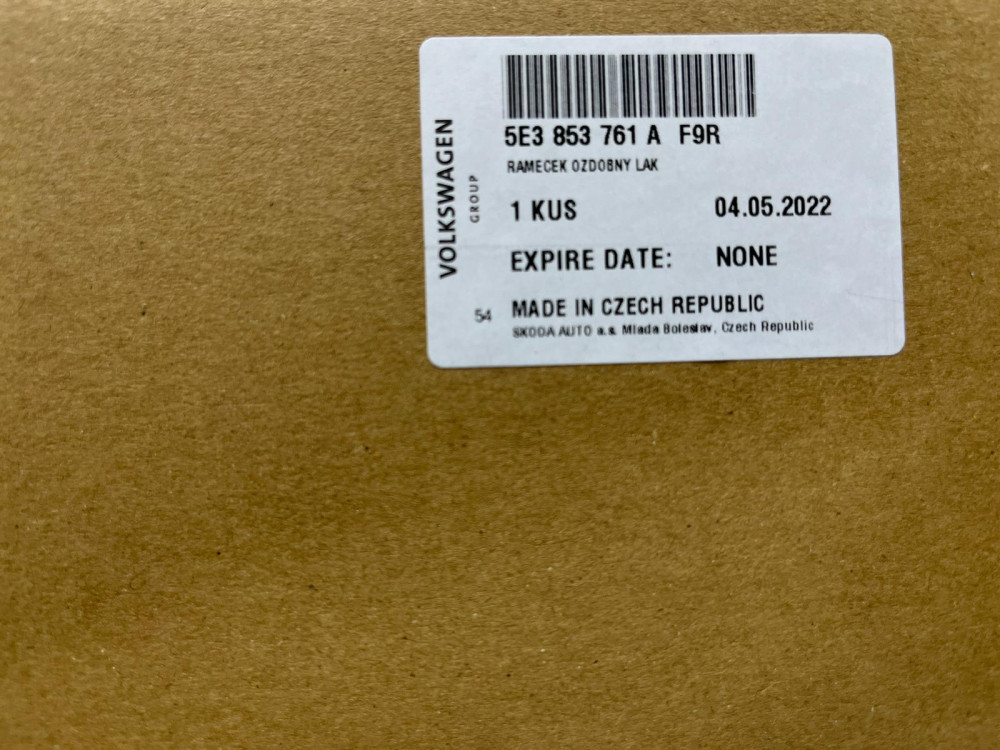 VOLKSWAGEN
GROUP
5E3 853 761 A F9R
RAMECEK OZDOBNY LAK
1 KUS 04.05.2022
EXPIRE DATE: NONE
54 MADE IN CZECH REPUBLIC
SKODA AUTO a.s. Mlada Boleslav, Czech Republic